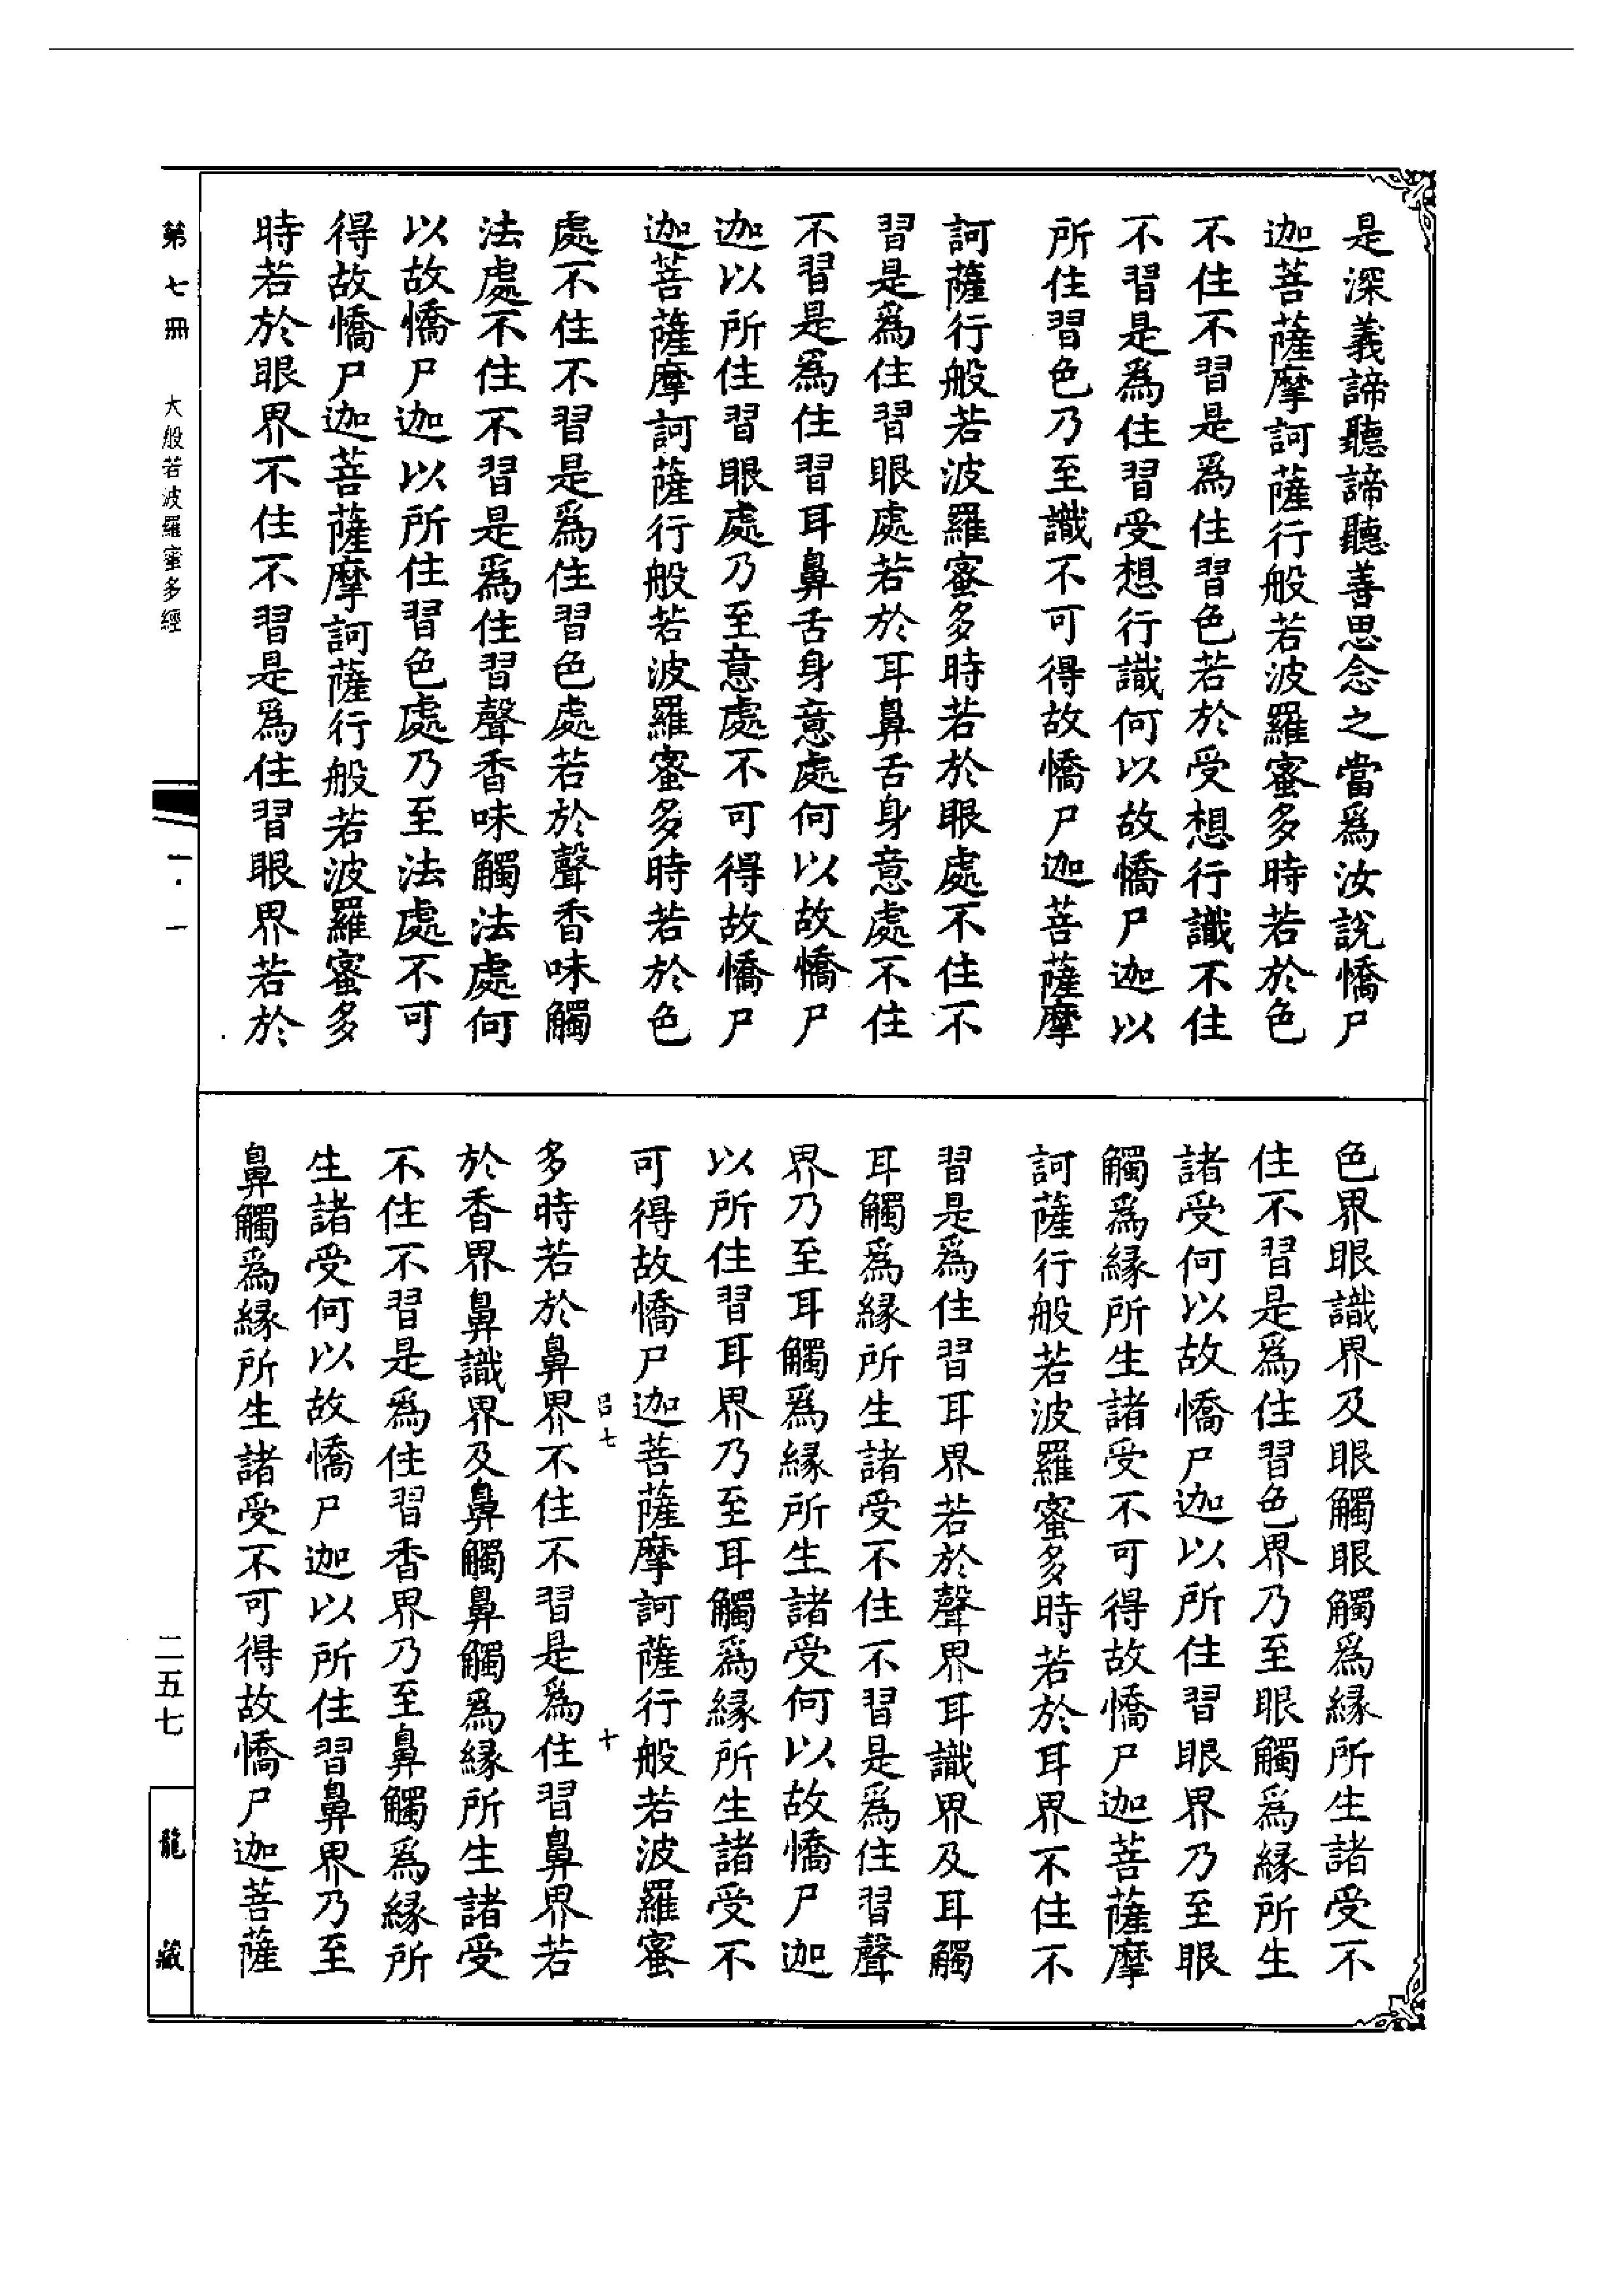 是深義諦聽諦聽善思念之當爲汝説憍尸
迦菩薩摩訶薩行般若波羅蜜多時若於色
不住不習是爲住習色若於受想行識不住
不習是爲住習受想行識何以故憍尸迦以
所住習色乃至識不可得故憍尸迦菩薩摩
訶薩行般若波羅蜜多時若於眼處不住不
習是爲住習眼處若於耳鼻舌身意處不住
不習是爲住習耳鼻舌身意處何以故憍尸
迦以所住習眼處乃至意處不可得故憍尸
迦菩薩摩訶薩行般若波羅蜜多時若於色
處不住不習是爲住習色處若於聲香味觸
法處不住不習是爲住習聲香味觸法處何
以故憍尸迦以所住習色處乃至法處不可
得故憍尸迦菩薩摩訶薩行般若波羅蜜多
時若於眼界不住不習是爲住習眼界若於
色界眼識界及眼觸眼觸爲緣所生諸受不
住不習是爲住習色界乃至眼觸爲緣所生
諸受何以故憍尸迦以所住習眼界乃至眼
觸爲緣所生諸受不可得故憍尸迦菩薩摩
訶薩行般若波羅蜜多時若於耳界不住不
習是爲住習耳界若於聲界耳識界及耳觸
耳觸爲緣所生諸受不住不習是爲住習聲
界乃至耳觸爲緣所生諸受何以故憍尸迦
以所住習耳界乃至耳觸爲緣所生諸受不
可得故憍尸迦菩薩摩訶薩行般若波羅蜜
吕七 十
多時若於鼻界不住不習是爲住習鼻界若
於香界鼻識界及鼻觸鼻觸爲緣所生諸受
不住不習是爲住習香界乃至鼻觸爲緣所
生諸受何以故憍尸迦以所住習鼻界乃至
鼻觸爲緣所生諸受不可得故憍尸迦菩薩
第七冊 大般若波羅蜜多經 一·一
二五七
龍藏